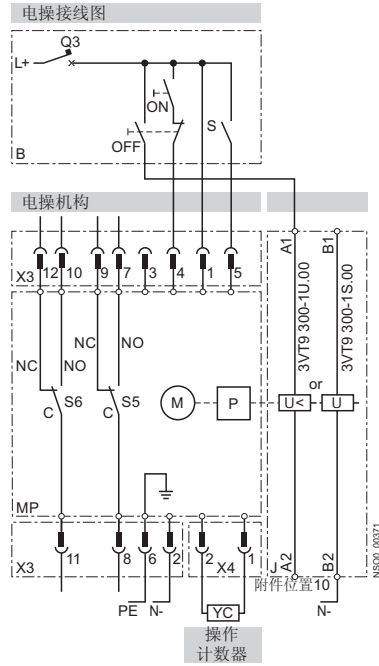 电操接线图
Q3
L+
ON
OFF
S
B
电操机构
X3
12
10
9
7
3
4
1
5
A1
B1
3VT9 300-1U.00
3VT9 300-1S.00
NC
NO
NC
NO
S6
C
S5
C
M
P
or
U<
U
MP
X3
11
8
6
2
2
X4
1
J
A2
B2
附件位置10
NSO0_00371
PE
N-
YC
N-
操作
计数器